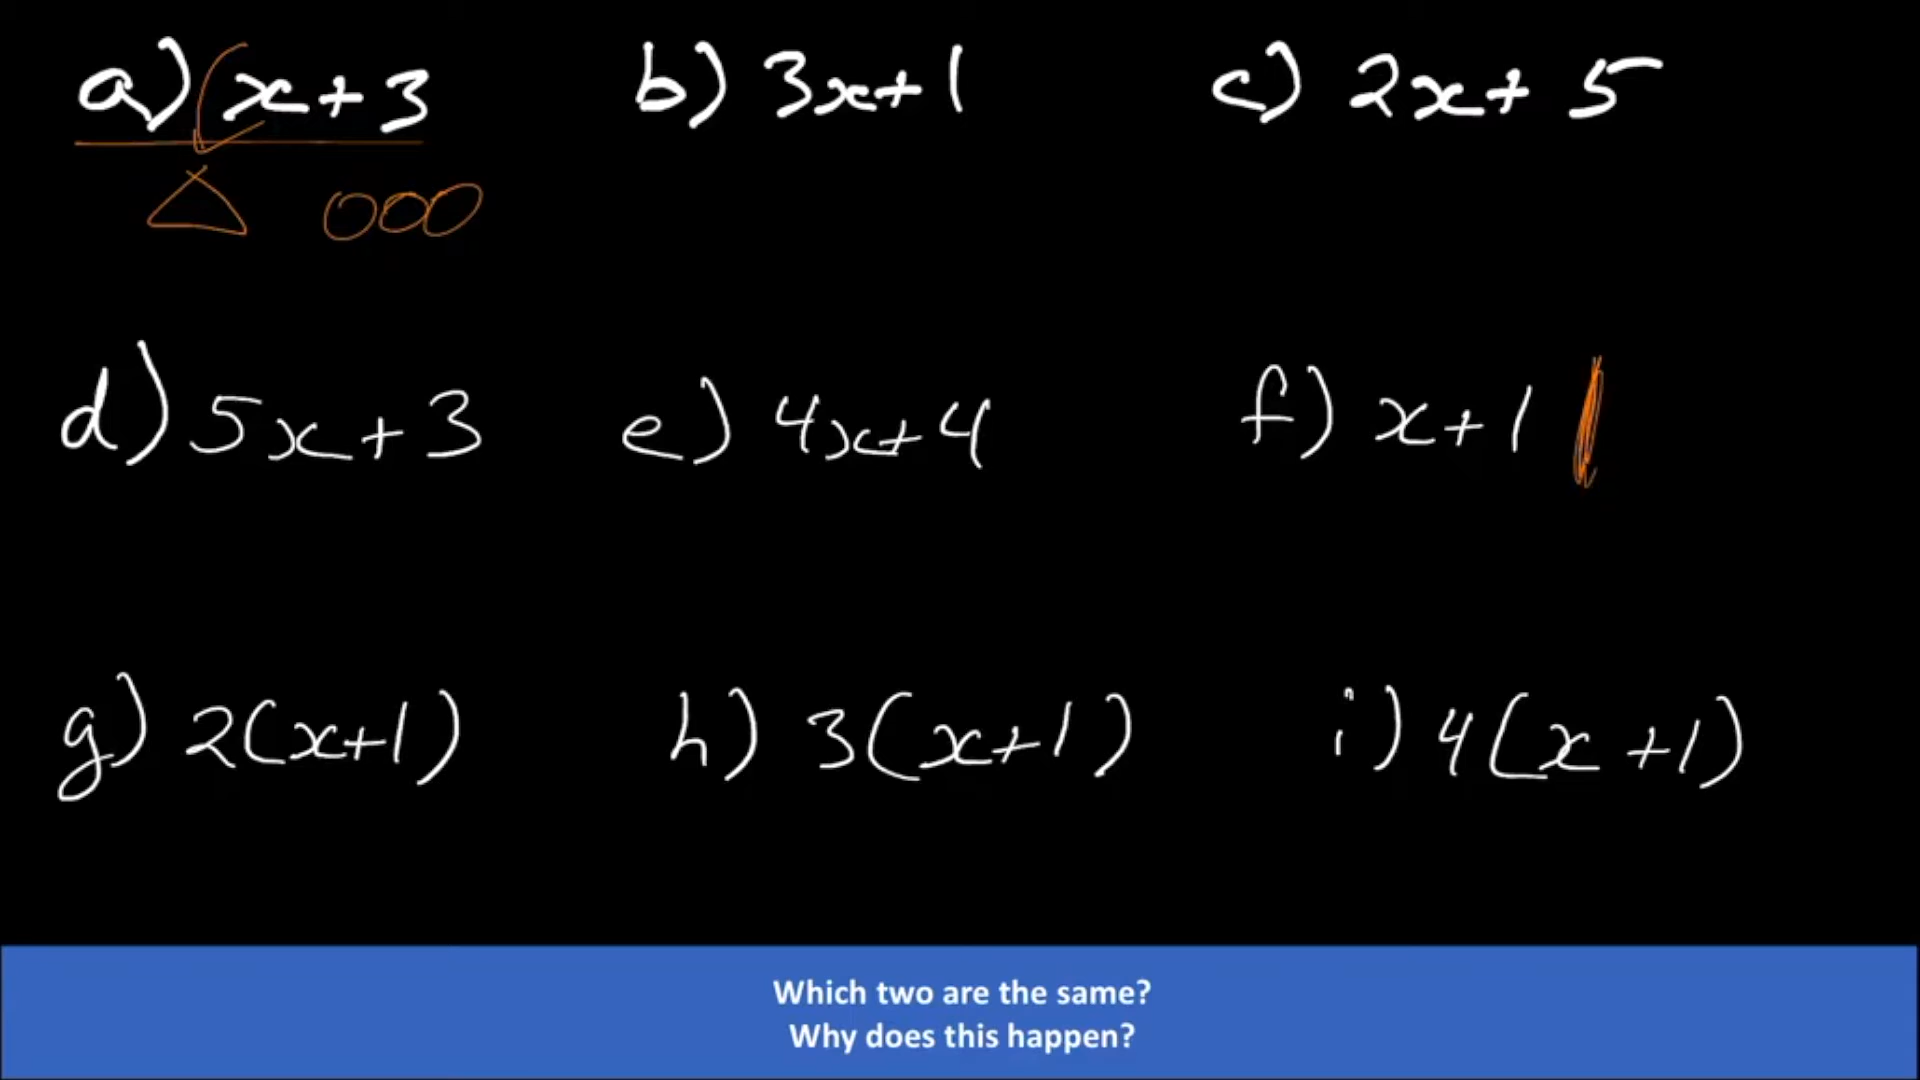 a) x+3 b) 3x+1 c) 2x+5
d) 5x+3 e) 4x+4 f) x+1
g) 2(x+1) h) 3(x+1) i) 4(x+1)
Which two are the same?
Why does this happen?